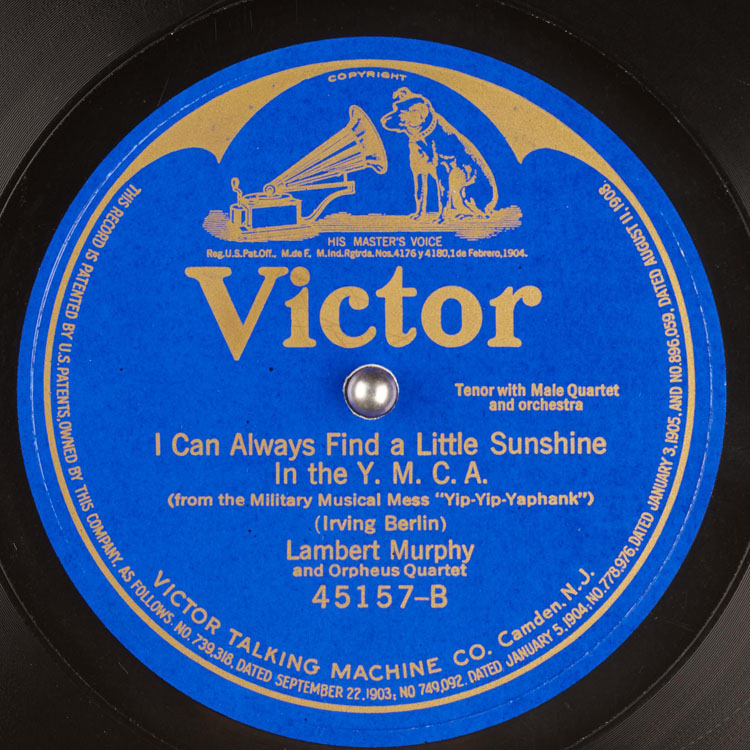 COPYRIGHT
HIS MASTER'S VOICE
Reg.U.S.Pat.Off., M.de F., M.Ind.Rgtrda.Nos.4176 y 4180,1 de Febrero,1904.
Victor
Tenor with Male Quartet
and orchestra
I Can Always Find a Little Sunshine
In the Y. M. C. A.
(from the Military Musical Mess "Yip-Yip-Yaphank")
(Irving Berlin)
Lambert Murphy
and Orpheus Quartet
45157-B
VICTOR TALKING MACHINE CO. Camden, N. J.
THIS RECORD IS PATENTED BY U.S. PATENTS, OWNED BY THIS COMPANY, AS FOLLOWS, NO. 739,318, DATED SEPTEMBER 22, 1903; NO 749,092, DATED JANUARY 5, 1904; NO. 778,976, DATED JANUARY 3, 1905, AND NO. 896,059, DATED AUGUST 11, 1908